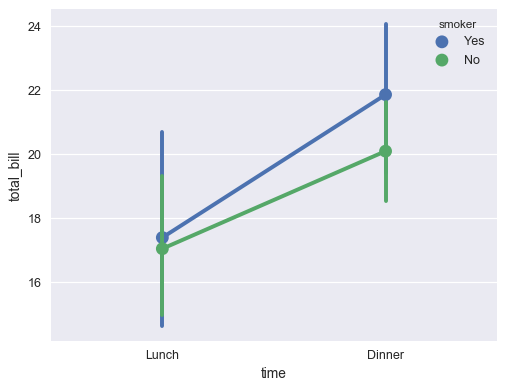 24
22
20
18
16
total_bill
smoker
Yes
No
Lunch
Dinner
time